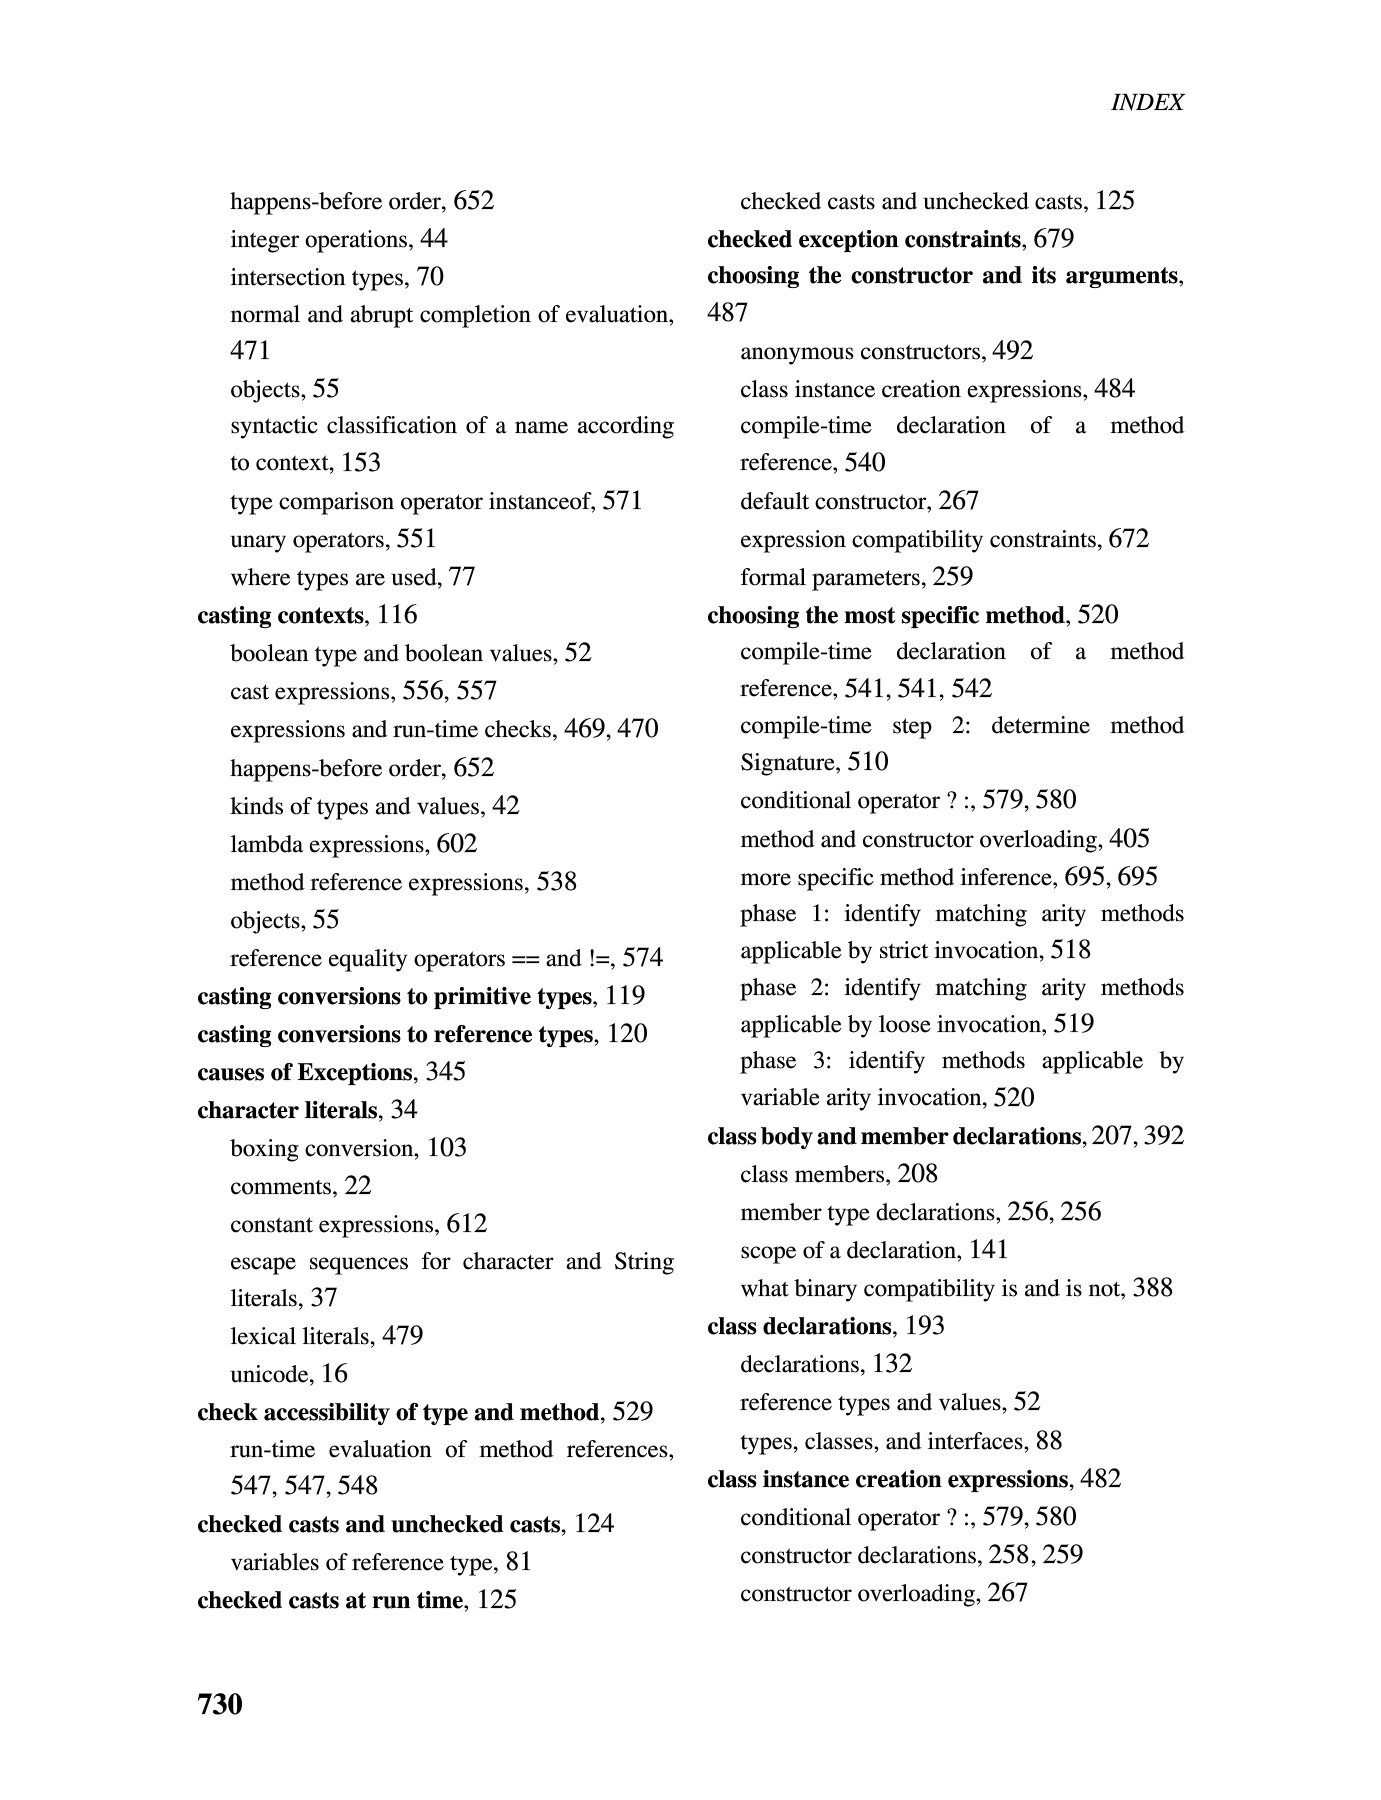 INDEX
happens-before order, 652
integer operations, 44
intersection types, 70
normal and abrupt completion of evaluation,
471
objects, 55
syntactic classification of a name according
to context, 153
type comparison operator instanceof, 571
unary operators, 551
where types are used, 77
casting contexts, 116
boolean type and boolean values, 52
cast expressions, 556, 557
expressions and run-time checks, 469, 470
happens-before order, 652
kinds of types and values, 42
lambda expressions, 602
method reference expressions, 538
objects, 55
reference equality operators == and !=, 574
casting conversions to primitive types, 119
casting conversions to reference types, 120
causes of Exceptions, 345
character literals, 34
boxing conversion, 103
comments, 22
constant expressions, 612
escape sequences for character and String
literals, 37
lexical literals, 479
unicode, 16
check accessibility of type and method, 529
run-time evaluation of method references,
547, 547, 548
checked casts and unchecked casts, 124
variables of reference type, 81
checked casts at run time, 125
checked casts and unchecked casts, 125
checked exception constraints, 679
choosing the constructor and its arguments,
487
anonymous constructors, 492
class instance creation expressions, 484
compile-time declaration of a method
reference, 540
default constructor, 267
expression compatibility constraints, 672
formal parameters, 259
choosing the most specific method, 520
compile-time declaration of a method
reference, 541, 541, 542
compile-time step 2: determine method
Signature, 510
conditional operator ? :, 579, 580
method and constructor overloading, 405
more specific method inference, 695, 695
phase 1: identify matching arity methods
applicable by strict invocation, 518
phase 2: identify matching arity methods
applicable by loose invocation, 519
phase 3: identify methods applicable by
variable arity invocation, 520
class body and member declarations, 207, 392
class members, 208
member type declarations, 256, 256
scope of a declaration, 141
what binary compatibility is and is not, 388
class declarations, 193
declarations, 132
reference types and values, 52
types, classes, and interfaces, 88
class instance creation expressions, 482
conditional operator ? :, 579, 580
constructor declarations, 258, 259
constructor overloading, 267
730